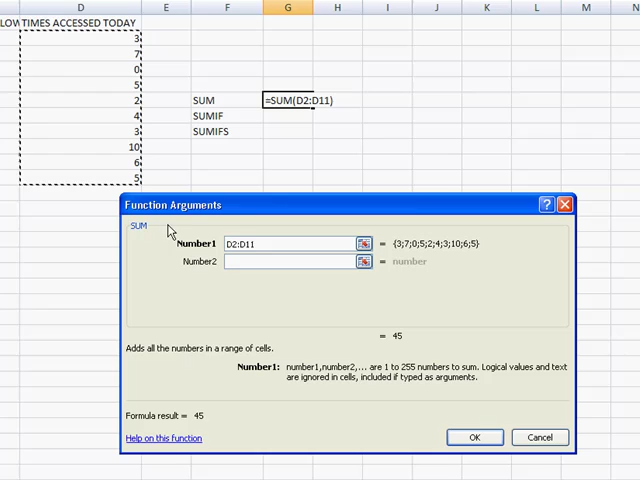 D E F G H I J K L M N
LOW TIMES ACCESSED TODAY
3
7
0
5
2 SUM =SUM(D2:D11)
4 SUMIF
3 SUMIFS
10
6
5
Function Arguments
SUM
Number1 D2:D11 = {3;7;0;5;2;4;3;10;6;5}
Number2 = number
= 45
Adds all the numbers in a range of cells.
Number1: number1,number2,... are 1 to 255 numbers to sum. Logical values and text
are ignored in cells, included if typed as arguments.
Formula result = 45
Help on this function OK Cancel